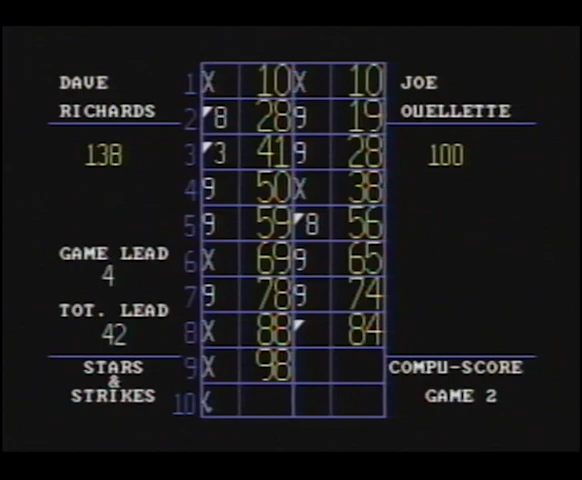 DAVE
RICHARDS
138
GAME LEAD
4
TOT. LEAD
42
STARS
&
STRIKES
1 X 10 X 10
2 8 28 9 19
3 3 41 9 28
4 9 50 X 38
5 9 59 8 56
6 X 69 9 65
7 9 78 9 74
8 X 88 84
9 X 98
10
JOE
OUELLETTE
100
COMPU-SCORE
GAME 2